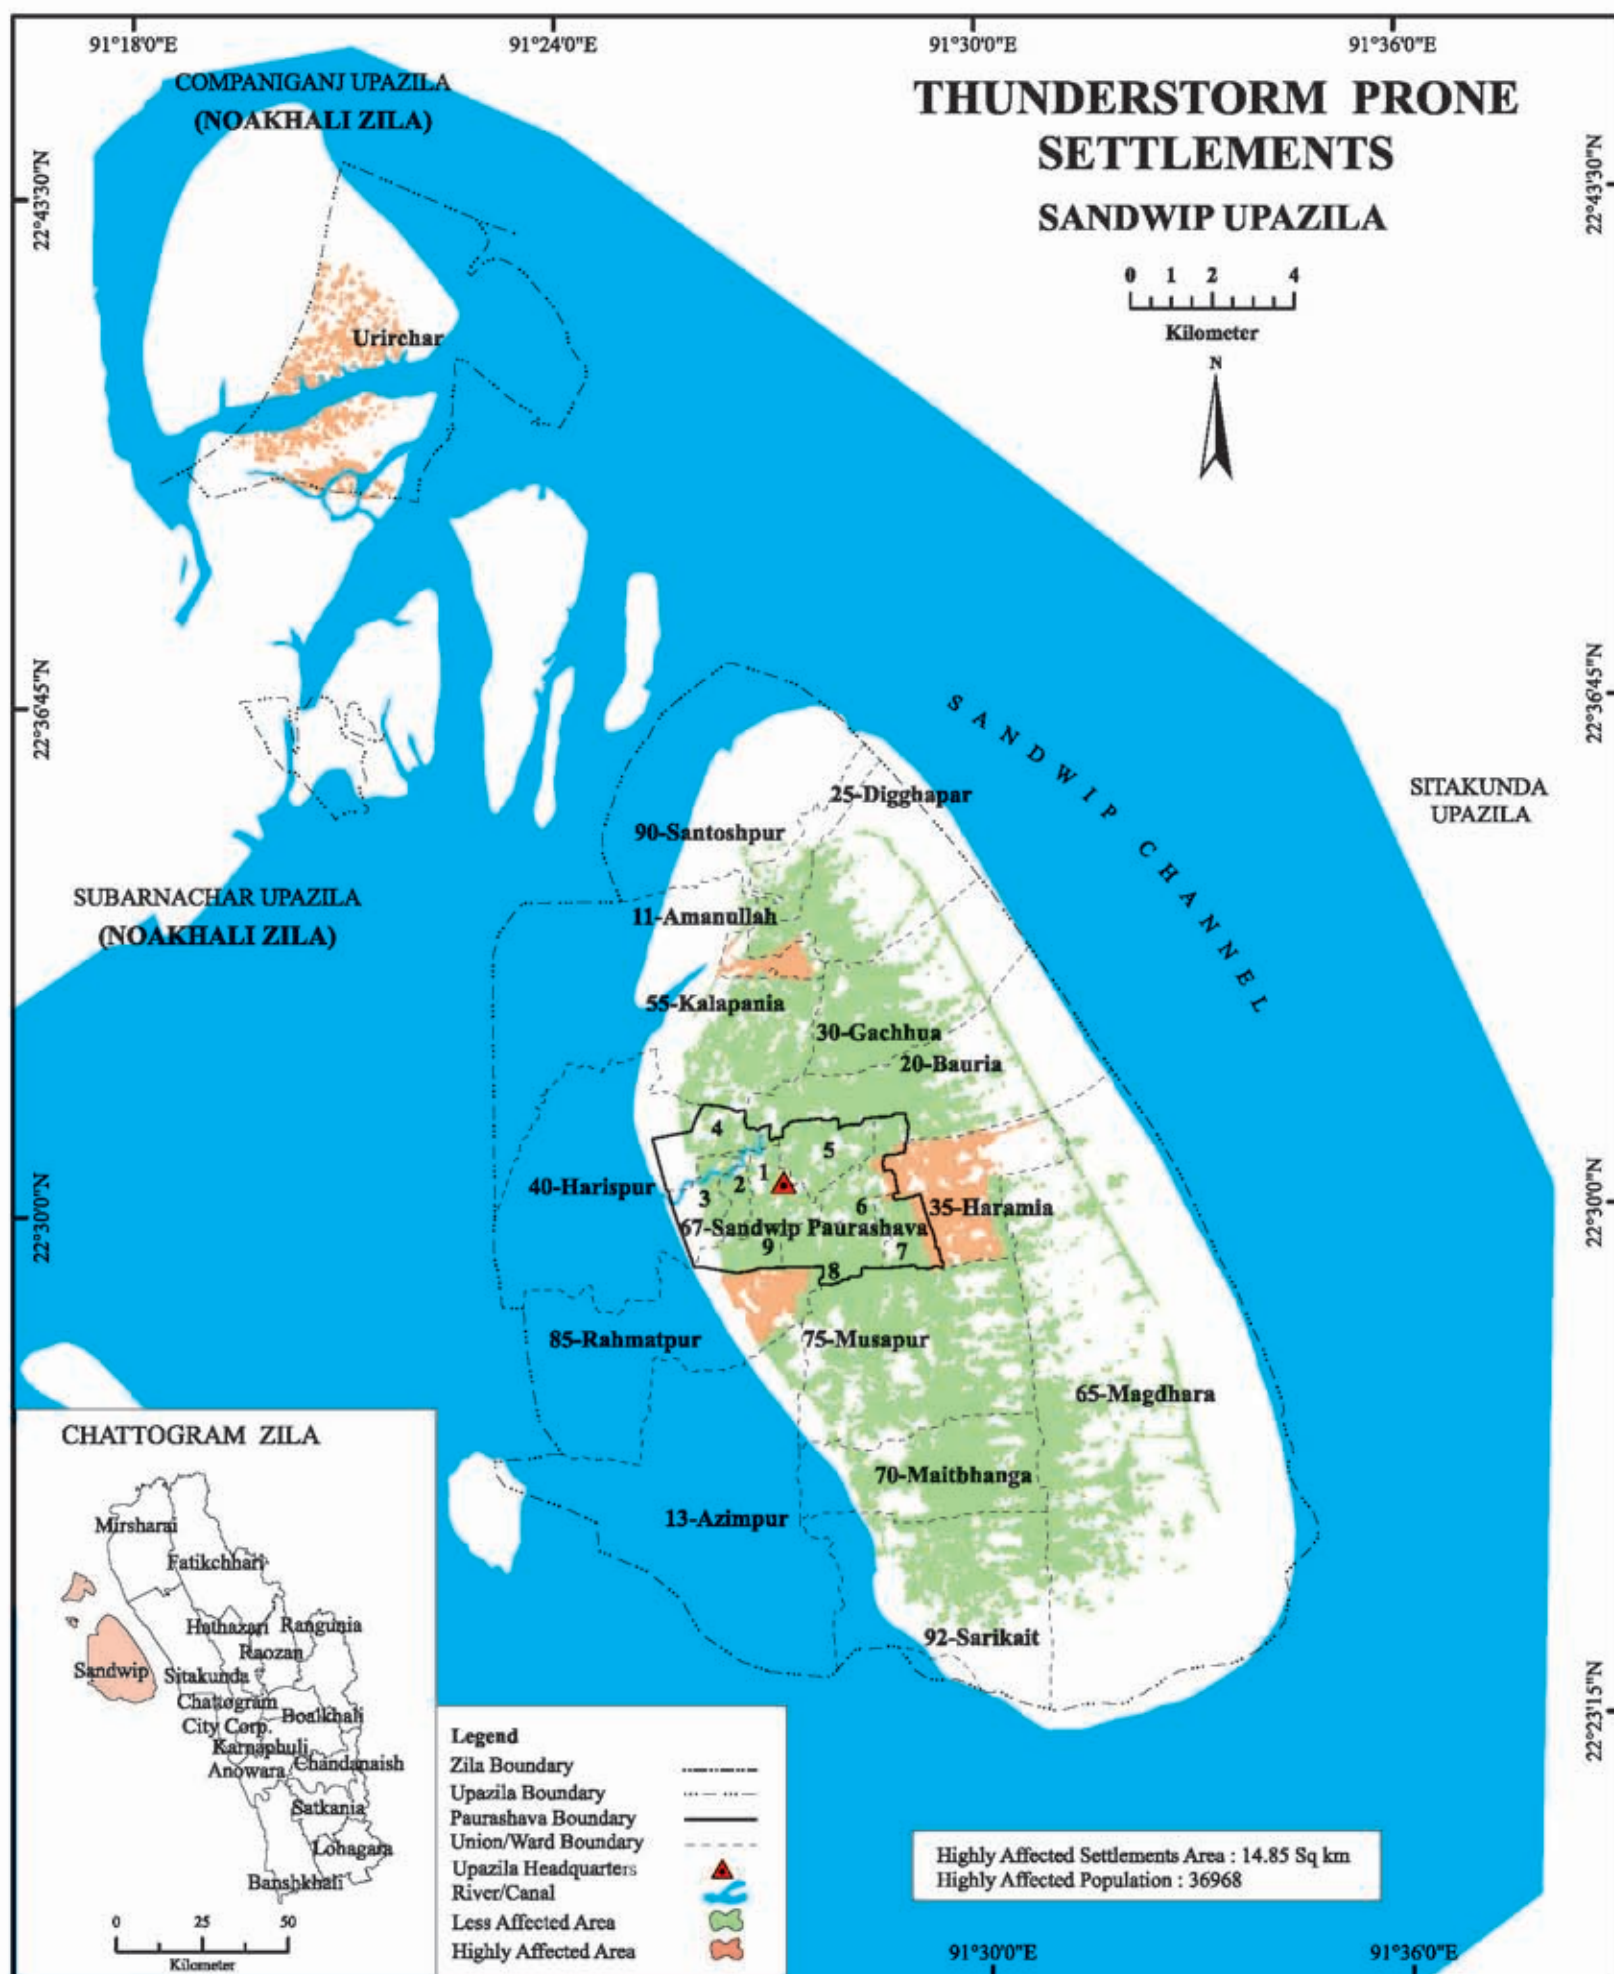 91°18'0"E
91°24'0"E
91°30'0"E
91°36'0"E
COMPANIGANJ UPAZILA
(NOAKHALI ZILA)
THUNDERSTORM PRONE
SETTLEMENTS
SANDWIP UPAZILA
0 1 2 4
Kilometer
N
22°43'30"N
22°43'30"N
Urirchar
22°36'45"N
22°36'45"N
SANDWIP CHANNEL
SITAKUNDA
UPAZILA
25-Digghapar
90-Santoshpur
SUBARNACHAR UPAZILA
(NOAKHALI ZILA)
11-Amanullah
55-Kalapania
30-Gachhua
20-Bauria
4
5
1
2
3
6
40-Harispur
35-Haramia
67-Sandwip Paurashava
9
7
8
22°30'0"N
22°30'0"N
85-Rahmatpur
75-Musapur
65-Magdhara
70-Maitbhanga
13-Azimpur
92-Sarikait
22°23'15"N
CHATTOGRAM ZILA
Mirsharai
Fatikchhari
Hathazari
Rangunia
Raozan
Sandwip
Sitakunda
Chattogram
City Corp.
Boalkhali
Karnaphuli
Anowara
Chandanaish
Satkania
Lohagara
Banshkhali
0 25 50
Kilometer
Legend
Zila Boundary
Upazila Boundary
Paurashava Boundary
Union/Ward Boundary
Upazila Headquarters
River/Canal
Less Affected Area
Highly Affected Area
Highly Affected Settlements Area : 14.85 Sq km
Highly Affected Population : 36968
91°30'0"E
91°36'0"E